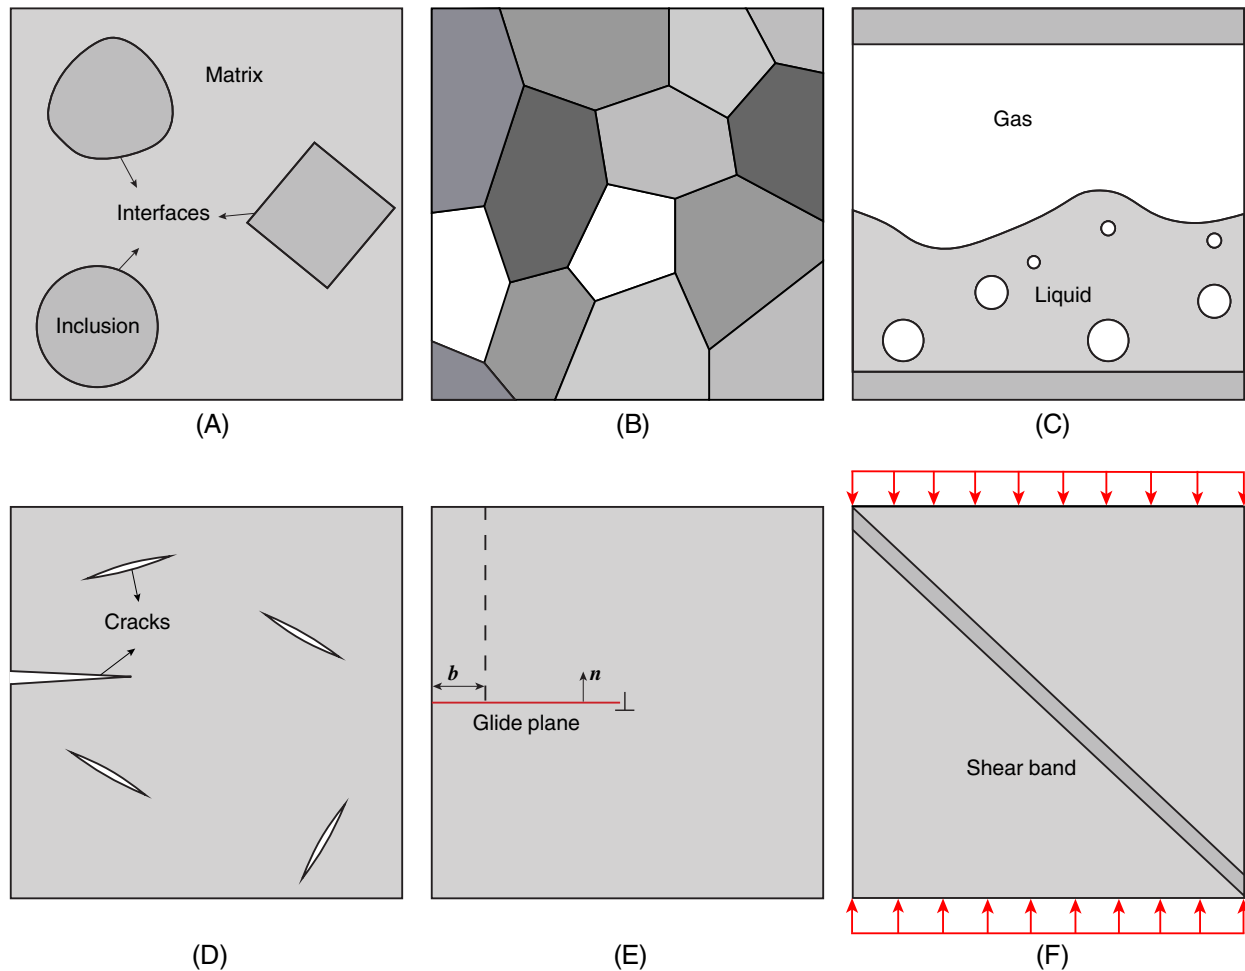 Matrix
Interfaces
Inclusion
(A)
(B)
Gas
Liquid
(C)
Cracks
(D)
b
n
Glide plane
(E)
Shear band
(F)